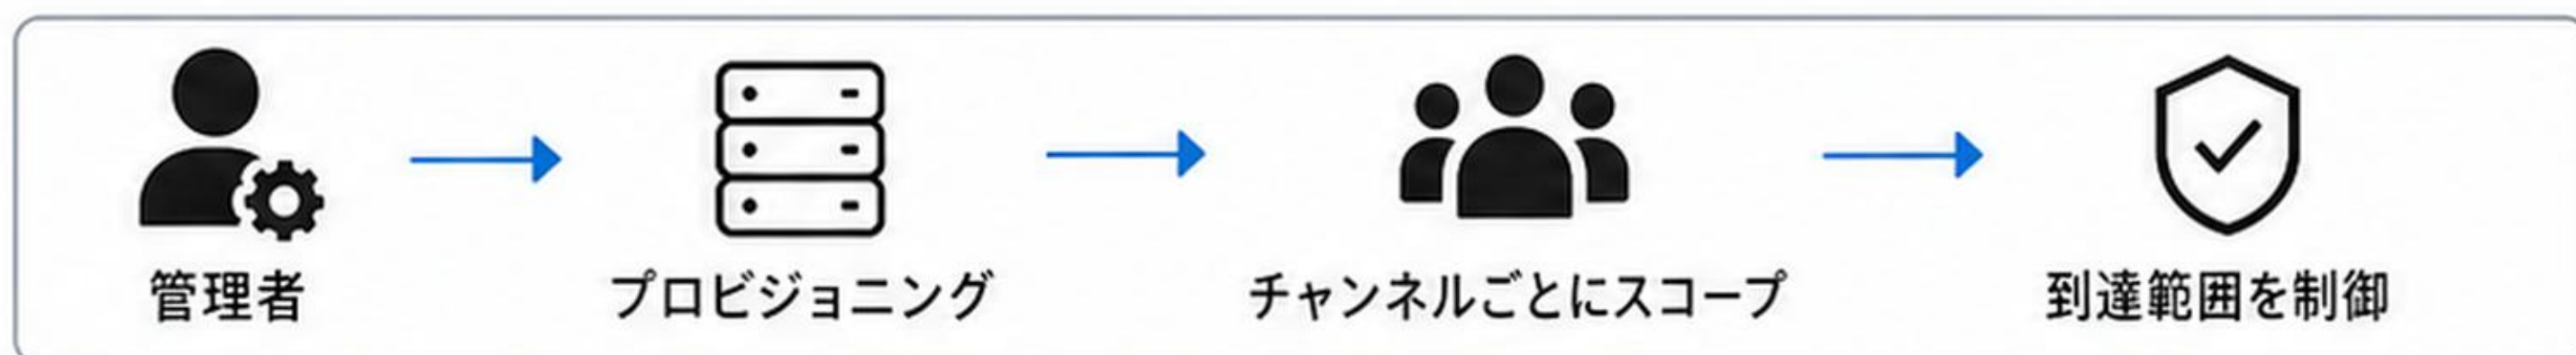 管理者
プロビジョニング
チャンネルごとにスコープ
到達範囲を制御